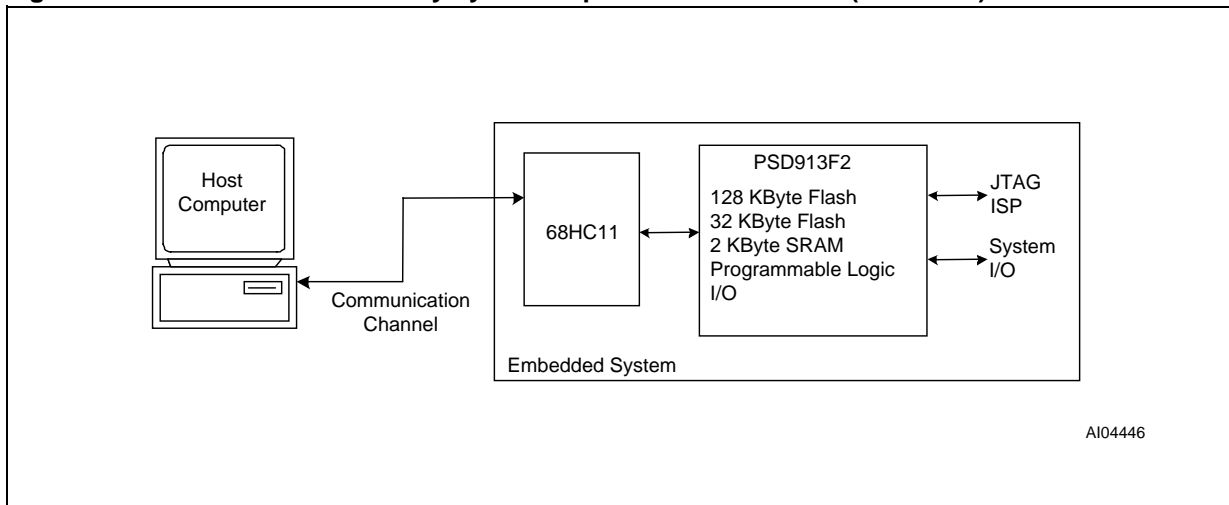 Host
Computer
Communication
Channel
68HC11
PSD913F2
128 KByte Flash
32 KByte Flash
2 KByte SRAM
Programmable Logic
I/O
JTAG
ISP
System
I/O
Embedded System
AI04446